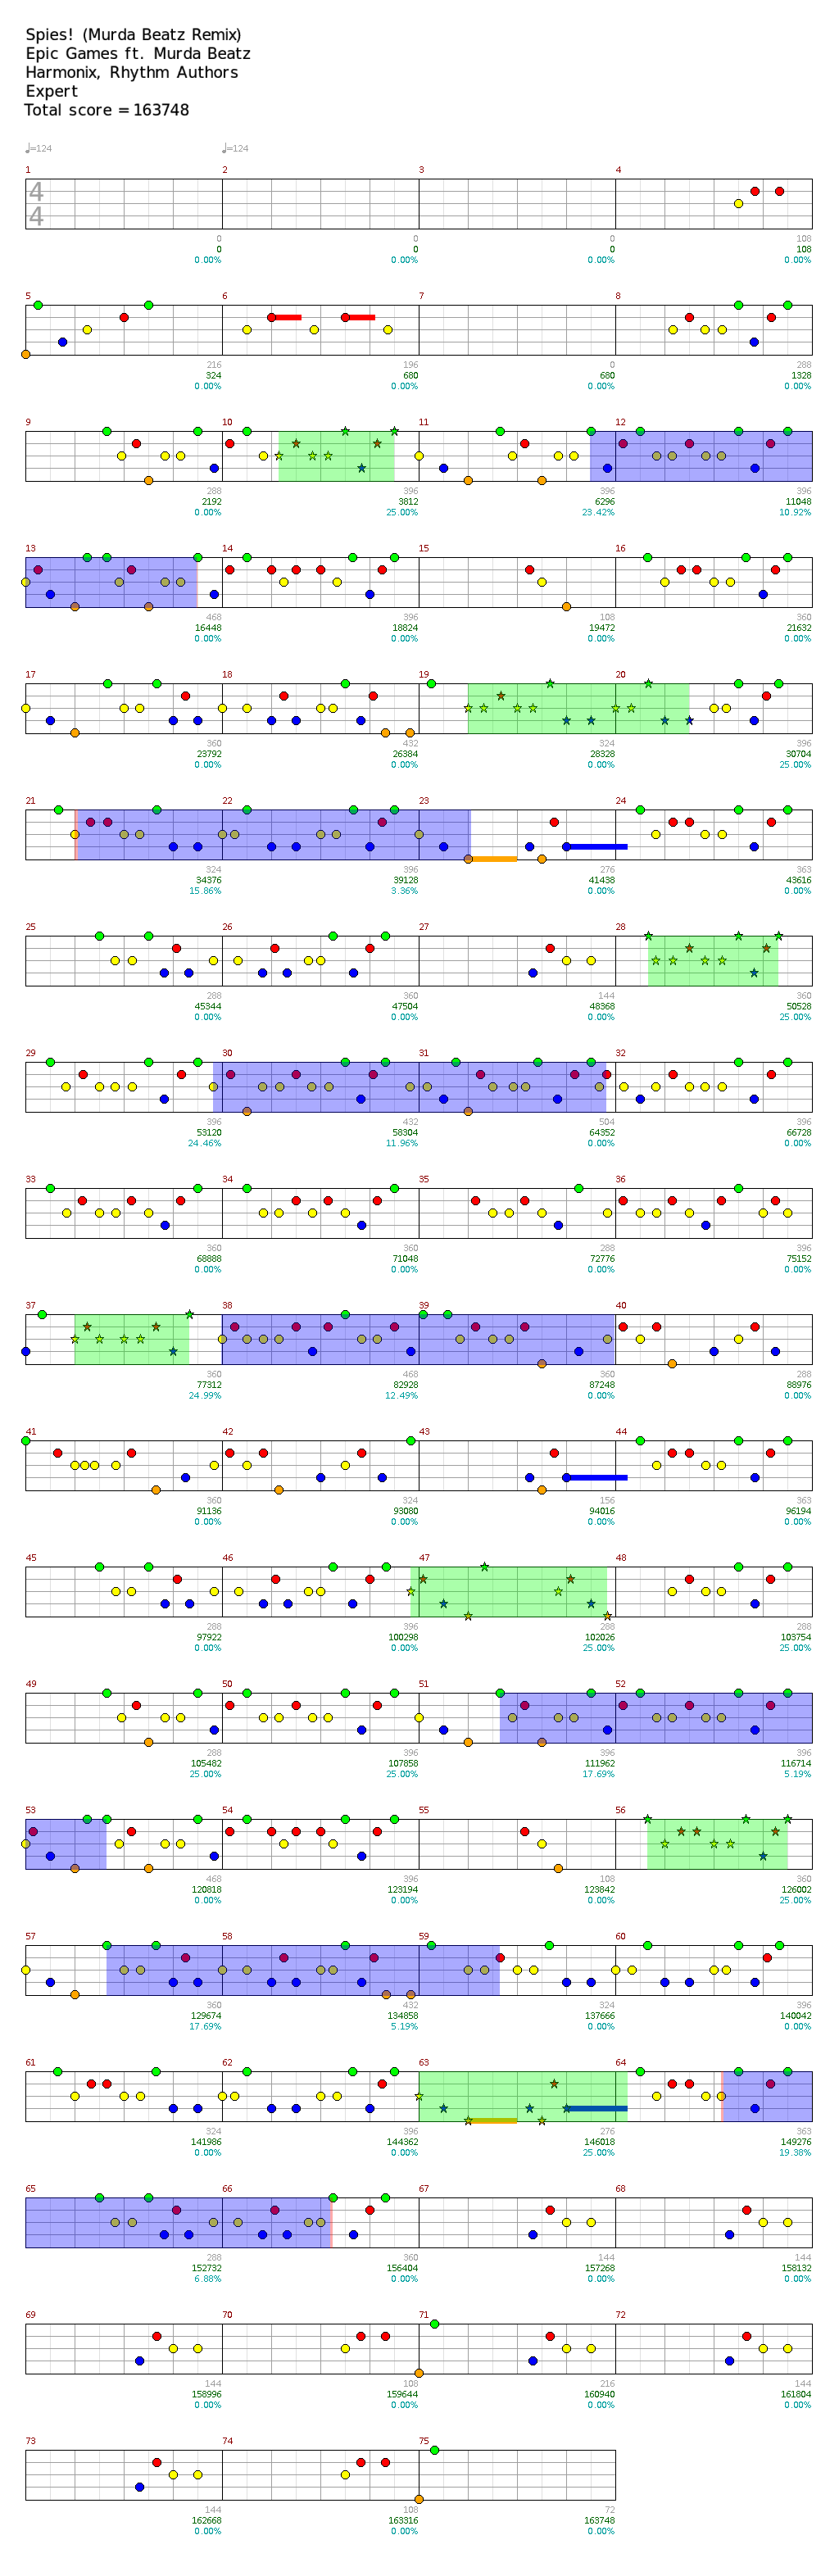 Spies! (Murda Beatz Remix)
Epic Games ft. Murda Beatz
Harmonix, Rhythm Authors
Expert
Total score = 163748
♩=124 ♩=124
1 2 3 4
4
4
0 0 0 108
0 0 0 108
0.00% 0.00% 0.00% 0.00%
5 6 7 8
216 196 0 288
324 680 680 1328
0.00% 0.00% 0.00% 0.00%
9 10 11 12
288 396 396 396
2192 3812 6296 11048
0.00% 25.00% 23.42% 10.92%
13 14 15 16
468 396 108 360
16448 18824 19472 21632
0.00% 0.00% 0.00% 0.00%
17 18 19 20
360 432 324 396
23792 26384 28328 30704
0.00% 0.00% 0.00% 25.00%
21 22 23 24
324 396 276 363
34376 39128 41438 43616
15.86% 3.36% 0.00% 0.00%
25 26 27 28
288 360 144 360
45344 47504 48368 50528
0.00% 0.00% 0.00% 25.00%
29 30 31 32
396 432 504 396
53120 58304 64352 66728
24.46% 11.96% 0.00% 0.00%
33 34 35 36
360 360 288 396
68888 71048 72776 75152
0.00% 0.00% 0.00% 0.00%
37 38 39 40
360 468 360 288
77312 82928 87248 88976
24.99% 12.49% 0.00% 0.00%
41 42 43 44
360 324 156 363
91136 93080 94016 96194
0.00% 0.00% 0.00% 0.00%
45 46 47 48
288 396 288 288
97922 100298 102026 103754
0.00% 0.00% 25.00% 25.00%
49 50 51 52
288 396 396 396
105482 107858 111962 116714
25.00% 25.00% 17.69% 5.19%
53 54 55 56
468 396 108 360
120818 123194 123842 126002
0.00% 0.00% 0.00% 25.00%
57 58 59 60
360 432 324 396
129674 134858 137666 140042
17.69% 5.19% 0.00% 0.00%
61 62 63 64
324 396 276 363
141986 144362 146018 149276
0.00% 0.00% 25.00% 19.38%
65 66 67 68
288 360 144 144
152732 156404 157268 158132
6.88% 0.00% 0.00% 0.00%
69 70 71 72
144 108 216 144
158996 159644 160940 161804
0.00% 0.00% 0.00% 0.00%
73 74 75
144 108 72
162668 163316 163748
0.00% 0.00% 0.00%